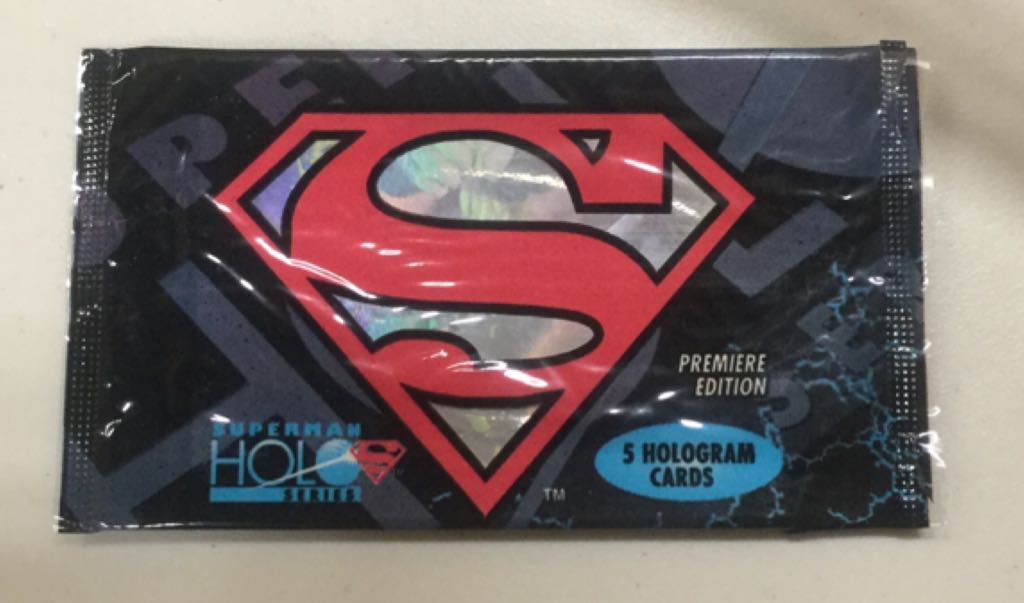 PREMIERE
EDITION
SUPERMAN
HOLO
SERIES
5 HOLOGRAM
CARDS
TM